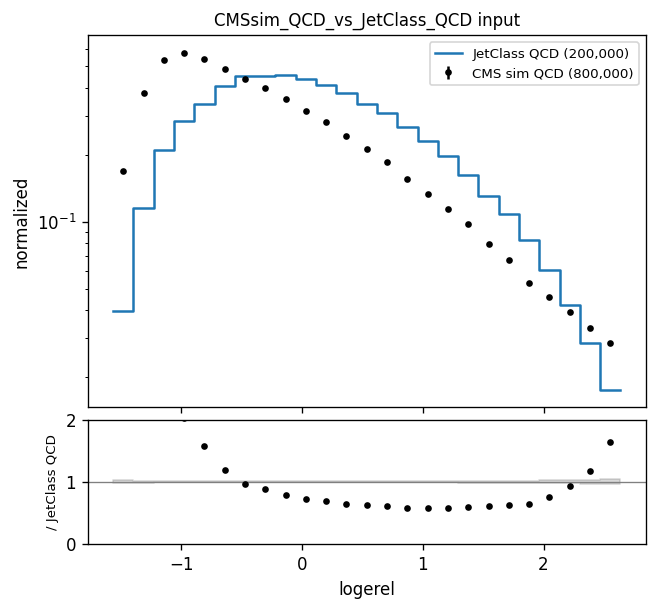 CMSsim_QCD_vs_JetClass_QCD input
JetClass QCD (200,000)
CMS sim QCD (800,000)
normalized
10⁻¹
/ JetClass QCD
2
1
0
−1
0
1
2
logerel